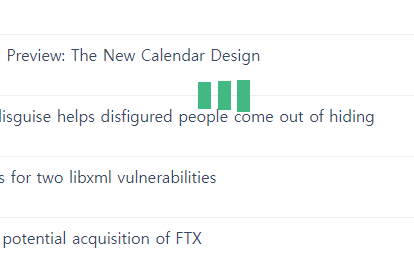 Preview: The New Calendar Design
disguise helps disfigured people come out of hiding
for two libxml vulnerabilities
potential acquisition of FTX